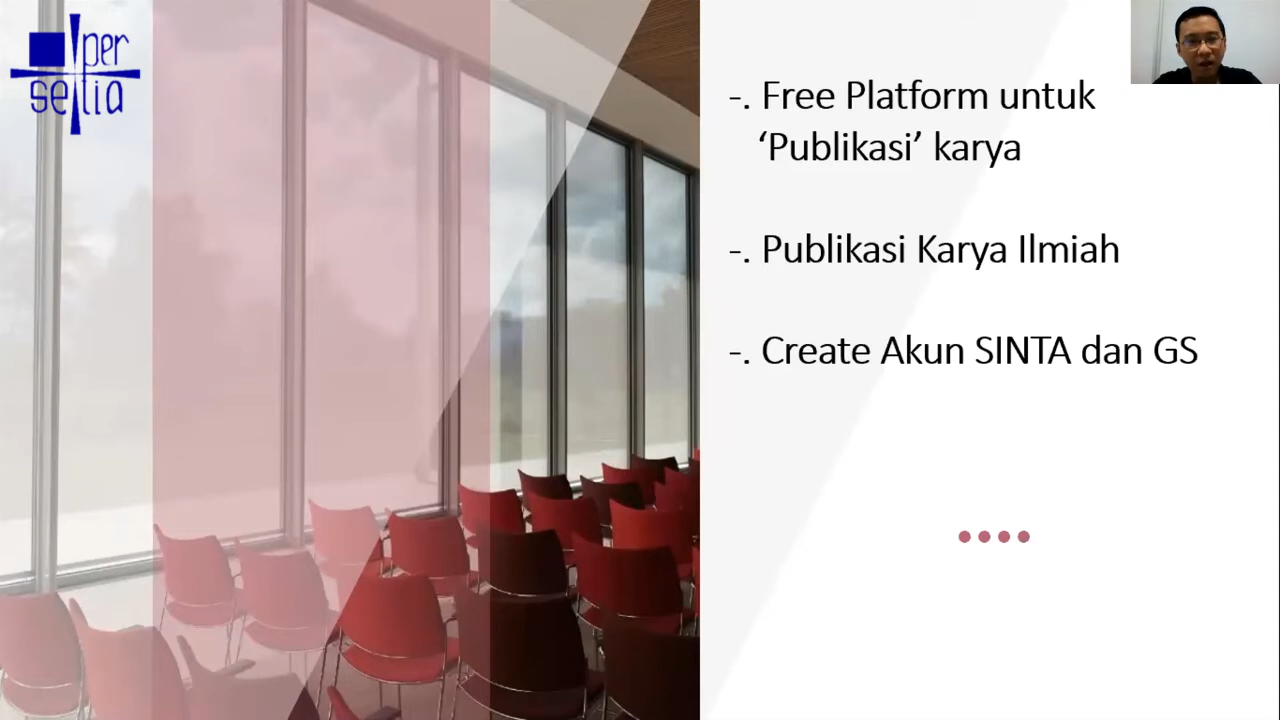 per
setia
-. Free Platform untuk
‘Publikasi’ karya
-. Publikasi Karya Ilmiah
-. Create Akun SINTA dan GS